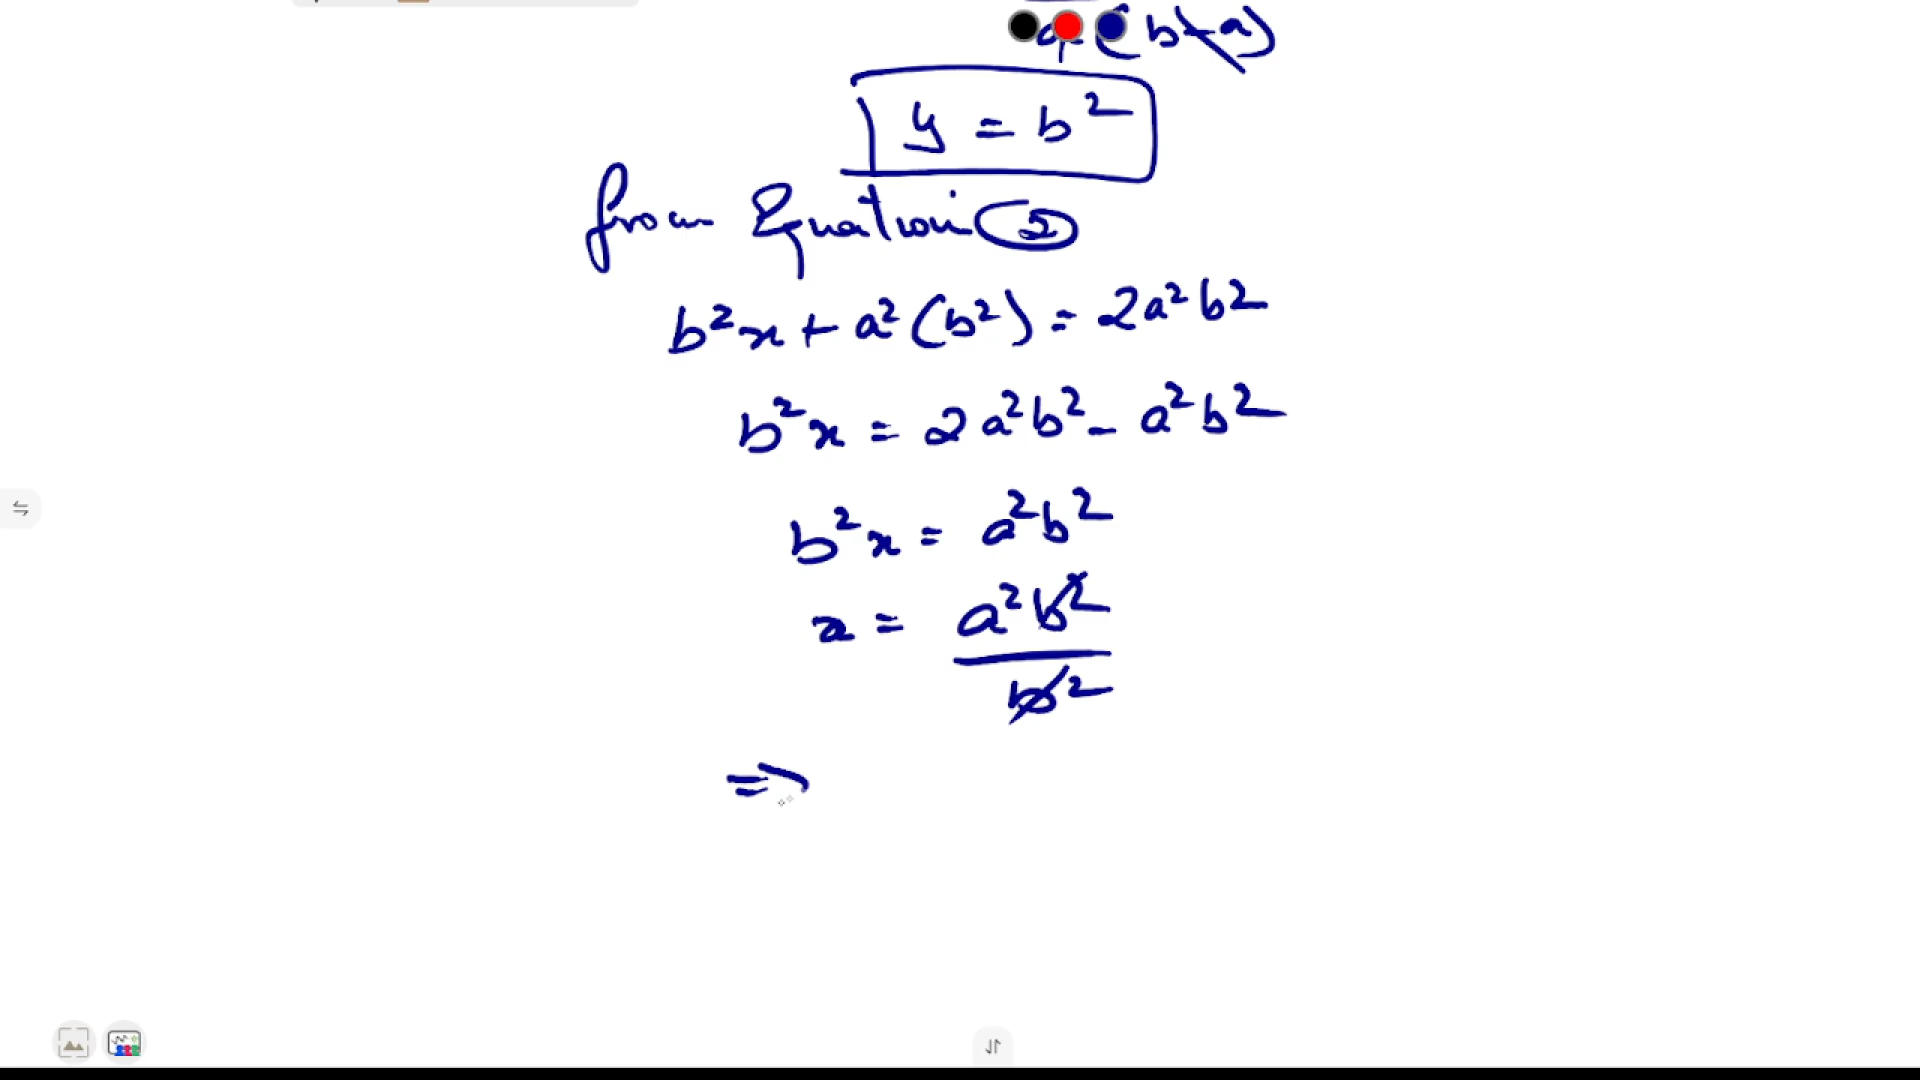 a (b-a)
y = b²
from Equation ②
b²x + a²(b²) = 2a²b²
b²x = 2a²b² - a²b²
b²x = a²b²
x = a²b²
b²
⇒